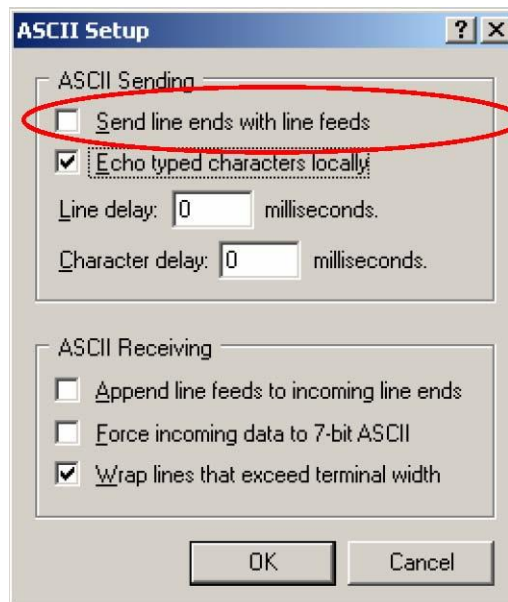 ASCII Setup
ASCII Sending
Send line ends with line feeds
Echo typed characters locally
Line delay: 0 milliseconds.
Character delay: 0 milliseconds.
ASCII Receiving
Append line feeds to incoming line ends
Force incoming data to 7-bit ASCII
Wrap lines that exceed terminal width
OK Cancel